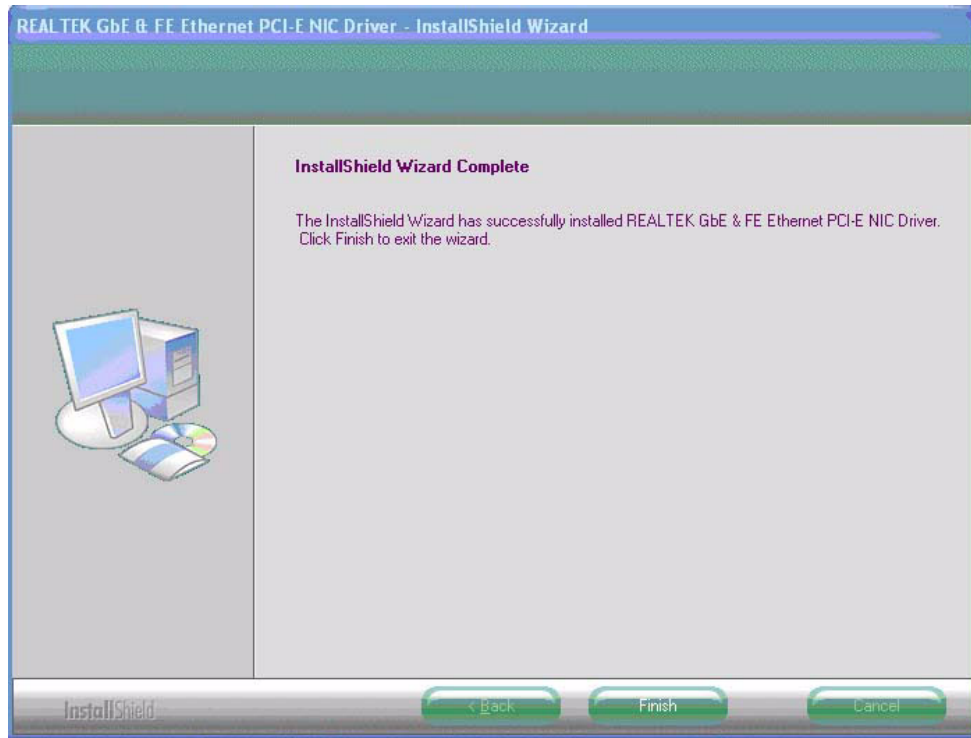 REALTEK GbE & FE Ethernet PCI-E NIC Driver - InstallShield Wizard
InstallShield Wizard Complete
The InstallShield Wizard has successfully installed REALTEK GbE & FE Ethernet PCI-E NIC Driver.
Click Finish to exit the wizard.
InstallShield
< Back
Finish
Cancel